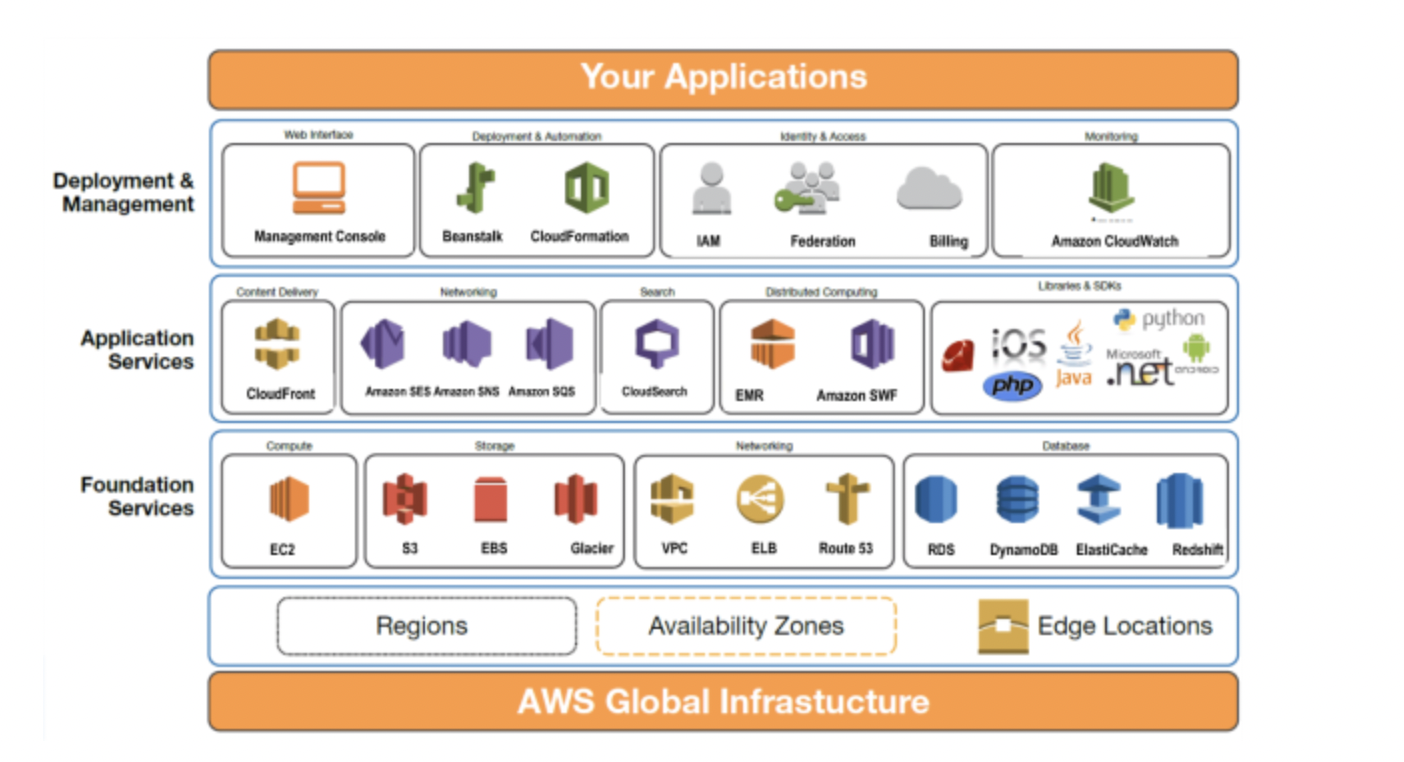 Your Applications
Deployment &
Management
Web Interface
Deployment & Automation
Identity & Access
Monitoring
Management Console
Beanstalk
CloudFormation
IAM
Federation
Billing
Amazon CloudWatch
Application
Services
Content Delivery
Networking
Search
Distributed Computing
Libraries & SDKs
CloudFront
Amazon SES
Amazon SNS
Amazon SQS
CloudSearch
EMR
Amazon SWF
iOS
php
Java
python
Microsoft
.net
ANDROID
Foundation
Services
Compute
Storage
Networking
Database
EC2
S3
EBS
Glacier
VPC
ELB
Route 53
RDS
DynamoDB
ElastiCache
Redshift
Regions
Availability Zones
Edge Locations
AWS Global Infrastucture